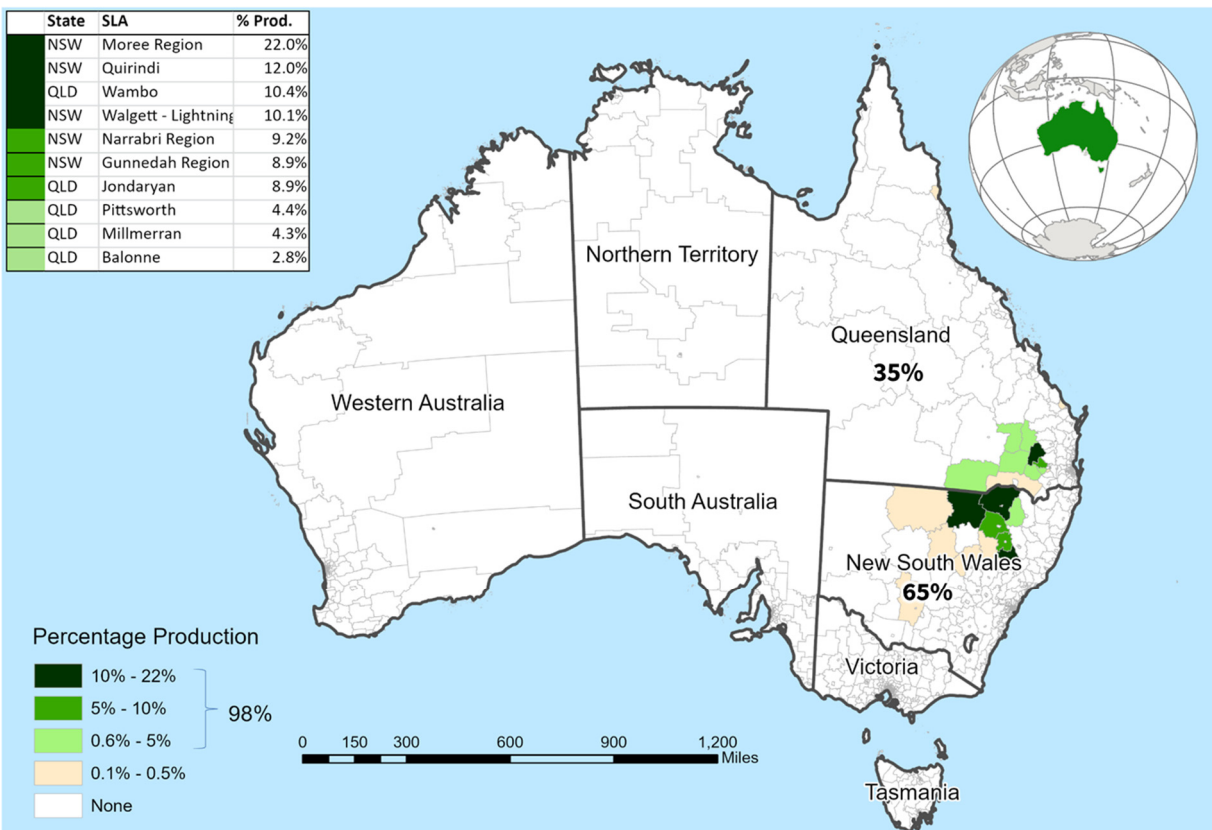 State SLA % Prod.
NSW Moree Region 22.0%
NSW Quirindi 12.0%
QLD Wambo 10.4%
NSW Walgett - Lightning 10.1%
NSW Narrabri Region 9.2%
NSW Gunnedah Region 8.9%
QLD Jondaryan 8.9%
QLD Pittsworth 4.4%
QLD Millmerran 4.3%
QLD Balonne 2.8%
Northern Territory
Queensland
35%
Western Australia
South Australia
New South Wales
65%
Victoria
Tasmania
Percentage Production
10% - 22%
5% - 10%
0.6% - 5%
98%
0.1% - 0.5%
None
0 150 300 600 900 1,200
Miles